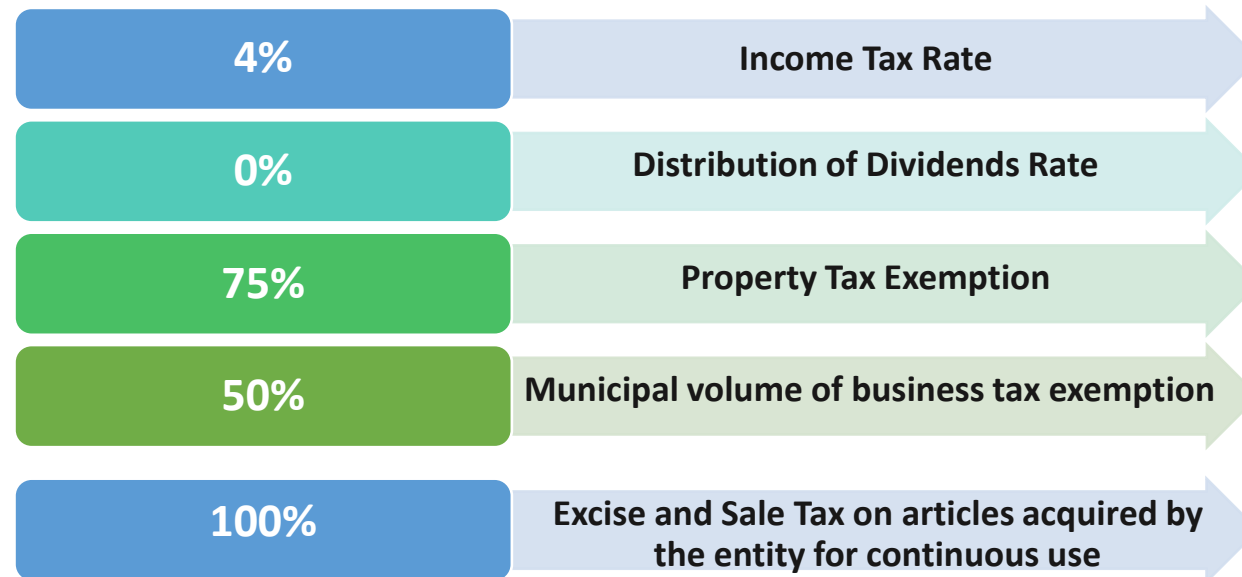 4%
Income Tax Rate
0%
Distribution of Dividends Rate
75%
Property Tax Exemption
50%
Municipal volume of business tax exemption
100%
Excise and Sale Tax on articles acquired by
the entity for continuous use